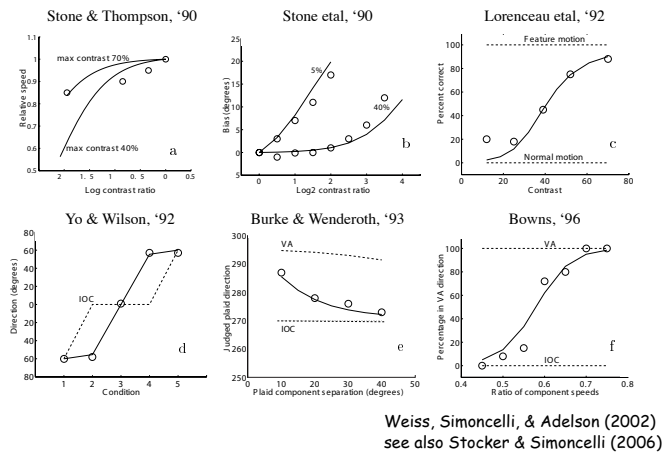 Stone & Thompson, ‘90
Relative speed
1.1
1
0.9
0.8
0.7
0.6
0.5
max contrast 70%
max contrast 40%
a
2 1. 5 1 0.5 0 0.5
Log contrast ratio
Stone etal, ‘90
Bias (degrees)
25
20
15
10
5
0
5
5%
40%
b
0 1 2 3 4
Log2 contrast ratio
Lorenceau etal, ‘92
Percent correct
100
80
60
40
20
0
Feature motion
Normal motion
c
0 20 40 60 80
Contrast
Yo & Wilson, ‘92
Direction (degrees)
80
60
40
20
0
20
40
60
80
IOC
d
1 2 3 4 5
Condition
Burke & Wenderoth, ‘93
Judged plaid direction
300
290
280
270
260
250
VA
IOC
e
0 10 20 30 40 50
Plaid component separation (degrees)
Bowns, ‘96
Percentage in VA direction
100
80
60
40
20
0
VA
IOC
f
0.4 0.5 0.6 0.7 0.8
Ratio of component speeds
Weiss, Simoncelli, & Adelson (2002)
see also Stocker & Simoncelli (2006)